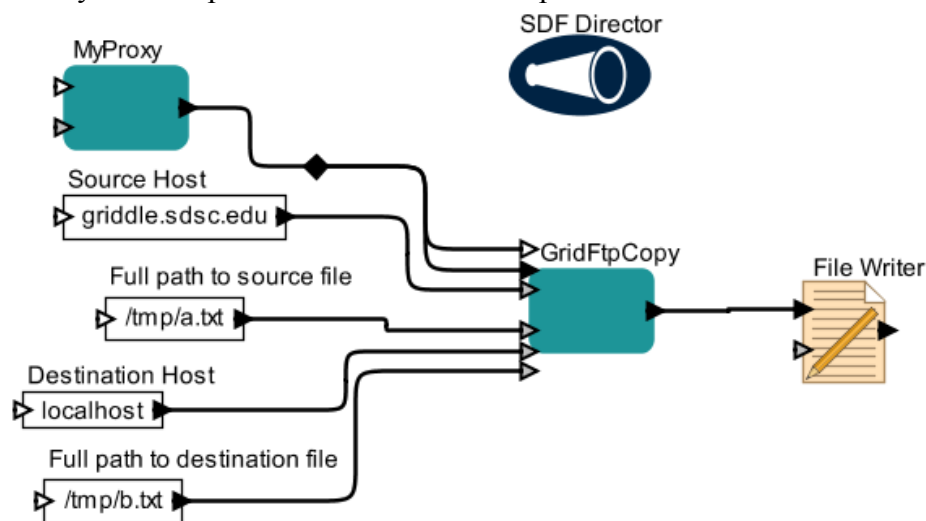 SDF Director
MyProxy
Source Host
griddle.sdsc.edu
GridFtpCopy
File Writer
Full path to source file
/tmp/a.txt
Destination Host
localhost
Full path to destination file
/tmp/b.txt